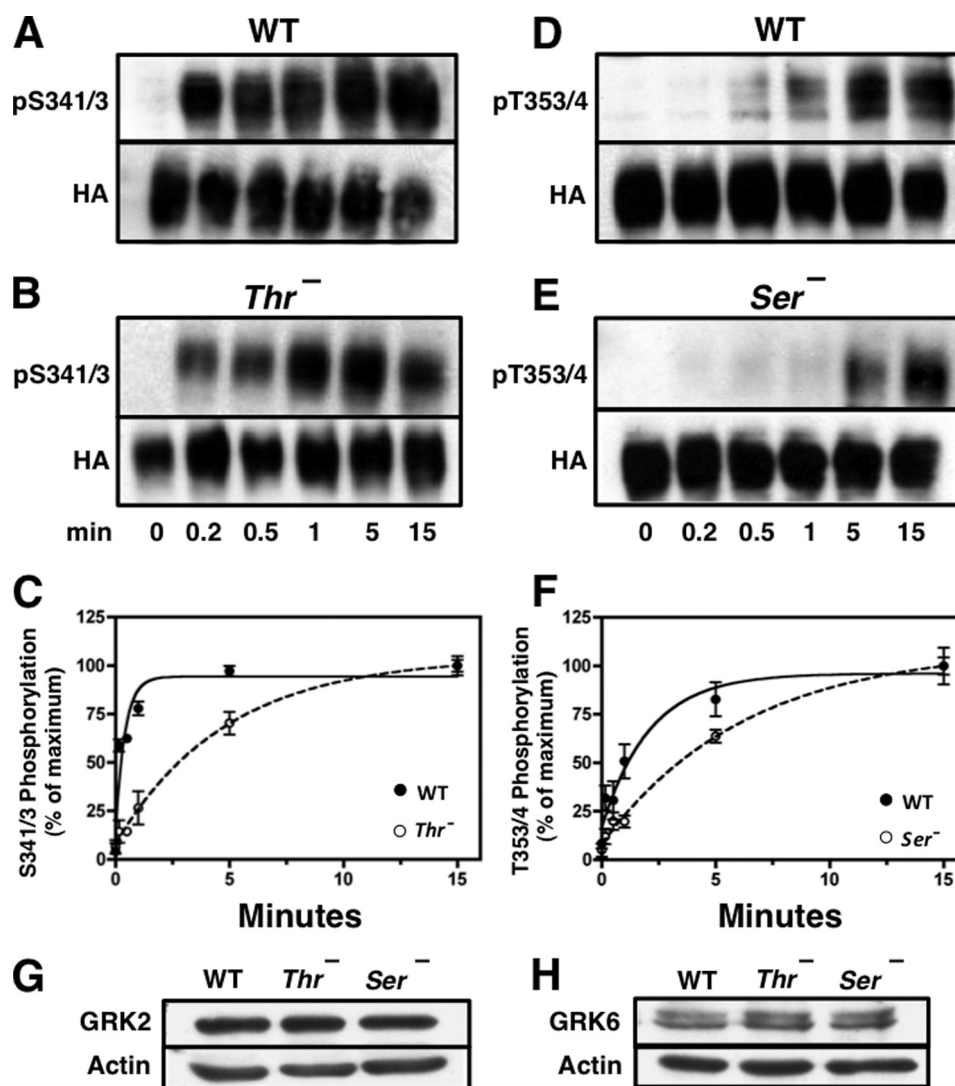 A
WT
pS341/3
HA
B
Thr⁻
pS341/3
HA
min 0 0.2 0.5 1 5 15
C
S341/3 Phosphorylation
(% of maximum)
125
100
75
50
25
0
0 5 10 15
WT
Thr⁻
Minutes
D
WT
pT353/4
HA
E
Ser⁻
pT353/4
HA
0 0.2 0.5 1 5 15
F
T353/4 Phosphorylation
(% of maximum)
125
100
75
50
25
0
0 5 10 15
WT
Ser⁻
Minutes
G
WT Thr⁻ Ser⁻
GRK2
Actin
H
WT Thr⁻ Ser⁻
GRK6
Actin